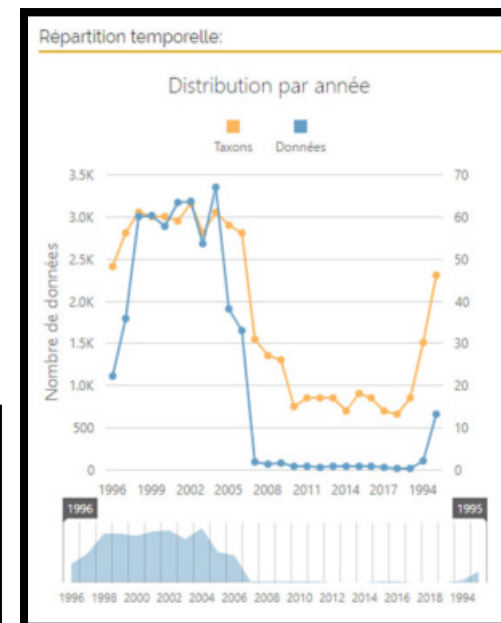 Répartition temporelle:
Distribution par année
Taxons Données
3.5K 70
3.0K 60
2.5K 50
2.0K 40
1.5K 30
1.0K 20
500 10
0 0
Nombre de données
1996 1999 2002 2005 2008 2011 2014 2017 1994
1996 1995
1996 1998 2000 2002 2004 2006 2008 2010 2012 2014 2016 2018 1994